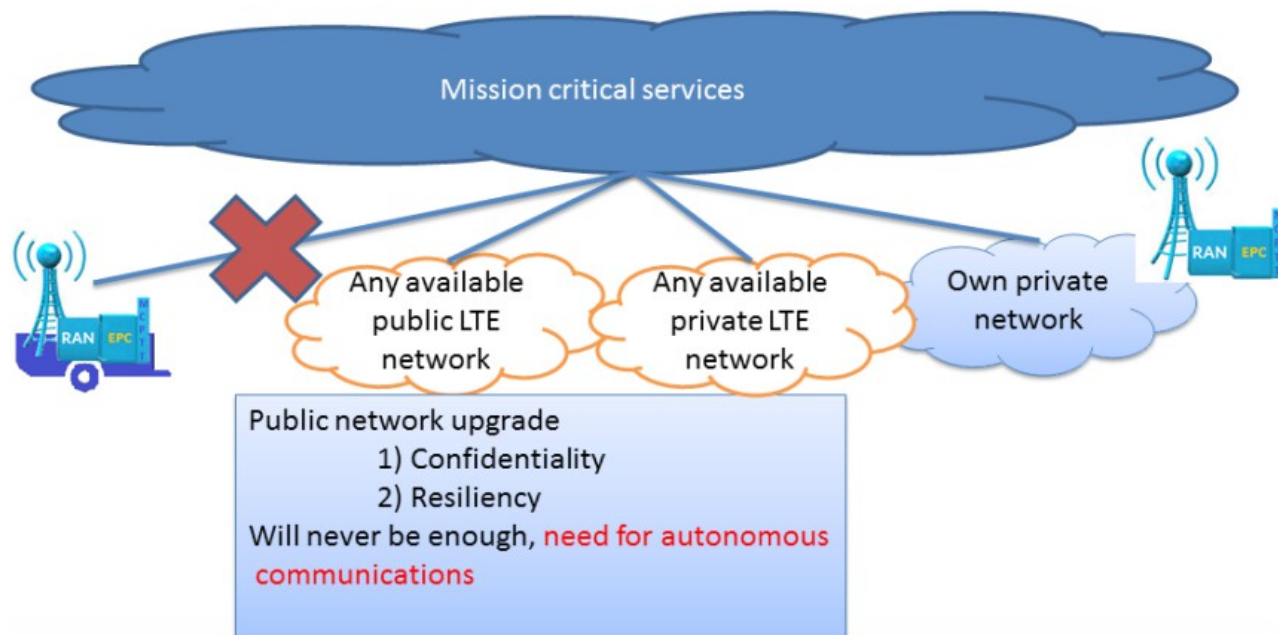 Mission critical services
RAN
EPC
MCPTT
Any available
public LTE
network
Any available
private LTE
network
Own private
network
RAN
EPC
Public network upgrade
1) Confidentiality
2) Resiliency
Will never be enough, need for autonomous
communications